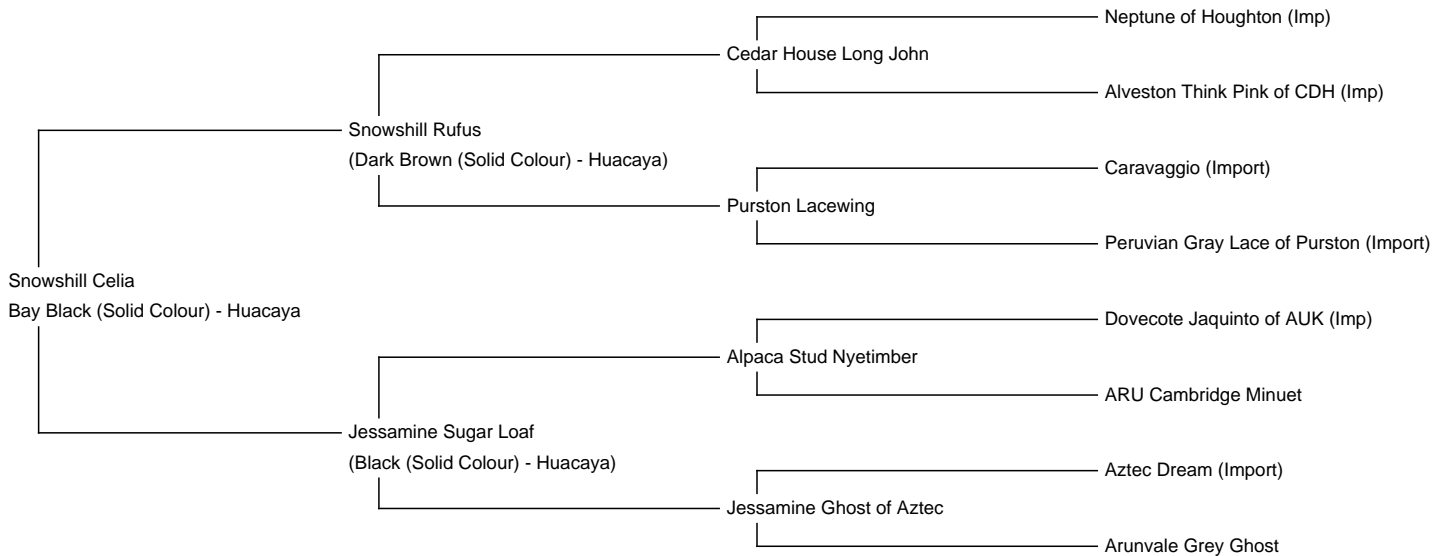 Neptune of Houghton (Imp)
Cedar House Long John
Alveston Think Pink of CDH (Imp)
Snowshill Rufus
(Dark Brown (Solid Colour) - Huacaya)
Caravaggio (Import)
Purston Lacewing
Peruvian Gray Lace of Purston (Import)
Snowshill Celia
Bay Black (Solid Colour) - Huacaya
Dovecote Jaquinto of AUK (Imp)
Alpaca Stud Nyetimber
ARU Cambridge Minuet
Jessamine Sugar Loaf
(Black (Solid Colour) - Huacaya)
Aztec Dream (Import)
Jessamine Ghost of Aztec
Arunvale Grey Ghost